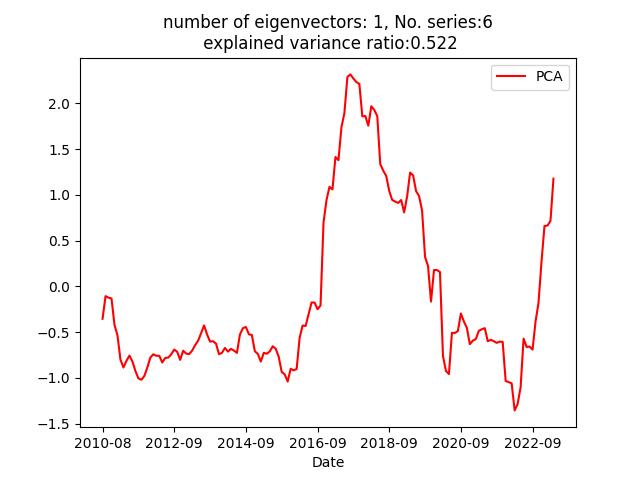 number of eigenvectors: 1, No. series:6
explained variance ratio:0.522
PCA
2.0
1.5
1.0
0.5
0.0
−0.5
−1.0
−1.5
2010-08 2012-09 2014-09 2016-09 2018-09 2020-09 2022-09
Date